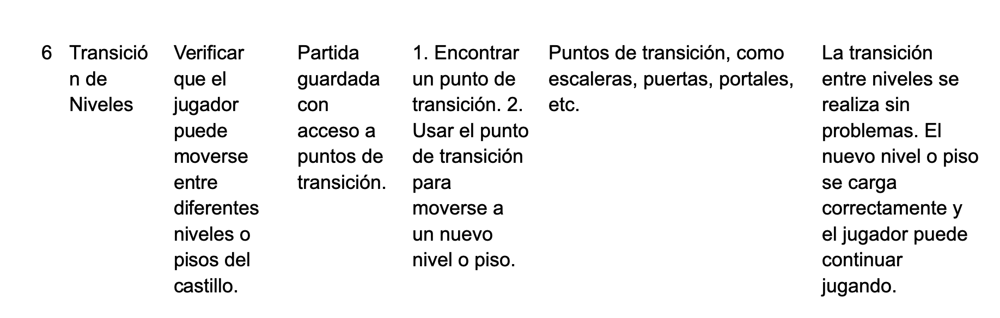 6
Transició
n de
Niveles
Verificar
que el
jugador
puede
moverse
entre
diferentes
niveles o
pisos del
castillo.
Partida
guardada
con
acceso a
puntos de
transición.
1. Encontrar
un punto de
transición. 2.
Usar el punto
de transición
para
moverse a
un nuevo
nivel o piso.
Puntos de transición, como
escaleras, puertas, portales,
etc.
La transición
entre niveles se
realiza sin
problemas. El
nuevo nivel o piso
se carga
correctamente y
el jugador puede
continuar
jugando.